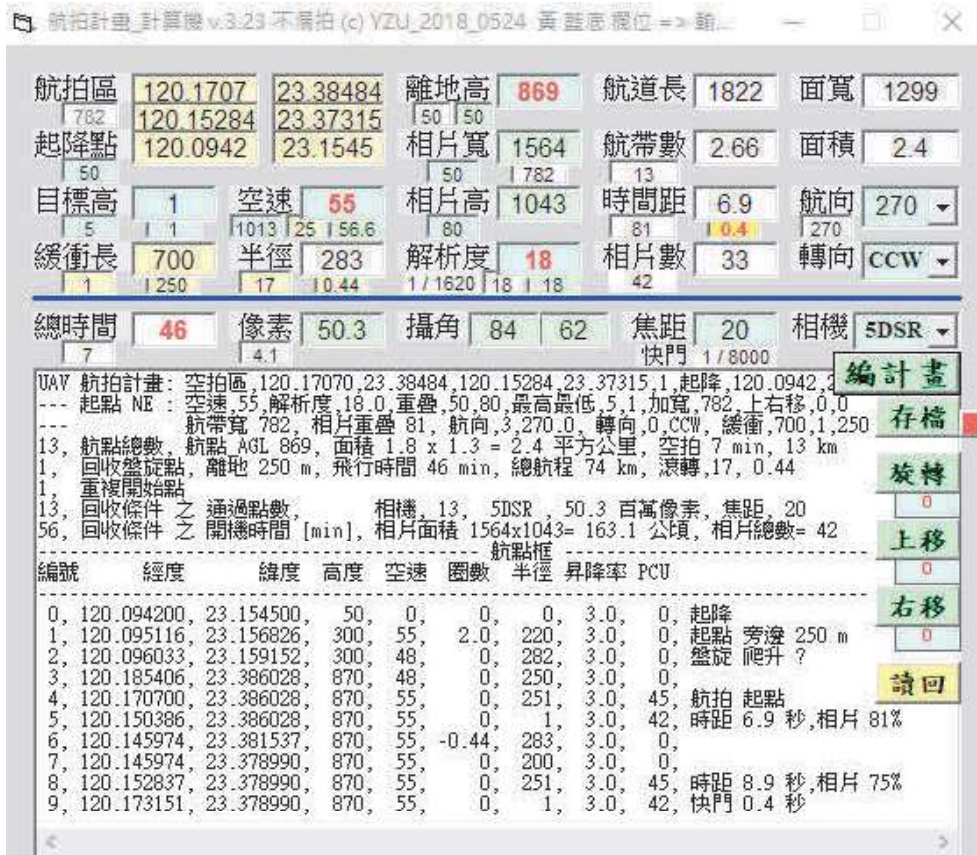 航拍計畫_計算機 v.3.23 不漏拍 (c) YZU_2018_0524 黃 藍底 欄位 => 輸...
航拍區 120.1707 23.38484 離地高 869 航道長 1822 面寬 1299
782 120.15284 23.37315 50 50
起降點 120.0942 23.1545 相片寬 1564 航帶數 2.66 面積 2.4
50 50 782 13
目標高 1 空速 55 相片高 1043 時間距 6.9 航向 270
5 1 1013 25 56.6 80 81 0.4 270
緩衝長 700 半徑 283 解析度 18 相片數 33 轉向 CCW
1 250 17 0.44 1 / 1620 18 18 42
總時間 46 像素 50.3 攝角 84 62 焦距 20 相機 5DSR
7 4.1 快門 1 / 8000
編計畫
存檔
旋轉
0
上移
0
右移
0
讀回
UAV 航拍計畫: 空拍區,120.17070,23.38484,120.15284,23.37315,1,起降,120.0942,2
--- 起點 NE : 空速,55,解析度,18.0,重疊,50,80,最高最低,5,1,加寬,782,上右移,0,0
--- 航帶寬 782, 相片重疊 81, 航向,3,270.0, 轉向,0,CCW, 緩衝,700,1,250
13, 航點總數, 航點 AGL 869, 面積 1.8 x 1.3 = 2.4 平方公里, 空拍 7 min, 13 km
1, 回收盤旋點, 離地 250 m, 飛行時間 46 min, 總航程 74 km, 滾轉,17, 0.44
1, 重複開始點
13, 回收條件 之 通過點數, 相機, 13, 5DSR , 50.3 百萬像素, 焦距, 20
56, 回收條件 之 開機時間 [min], 相片面積 1564x1043= 163.1 公頃, 相片總數= 42
---------- 航點框 ----------
編號 經度 緯度 高度 空速 圈數 半徑 昇降率 PCU
0, 120.094200, 23.154500, 50, 0, 0, 0, 3.0, 0, 起降
1, 120.095116, 23.156826, 300, 55, 2.0, 220, 3.0, 0, 起點 旁邊 250 m
2, 120.096033, 23.159152, 300, 48, 0, 282, 3.0, 0, 盤旋 爬升 ?
3, 120.185406, 23.386028, 870, 48, 0, 250, 3.0, 0,
4, 120.170700, 23.386028, 870, 55, 0, 251, 3.0, 45, 航拍 起點
5, 120.150386, 23.386028, 870, 55, 0, 1, 3.0, 42, 時距 6.9 秒,相片 81%
6, 120.145974, 23.381537, 870, 55, -0.44, 283, 3.0, 0,
7, 120.145974, 23.378990, 870, 55, 0, 200, 3.0, 0,
8, 120.152837, 23.378990, 870, 55, 0, 251, 3.0, 45, 時距 8.9 秒,相片 75%
9, 120.173151, 23.378990, 870, 55, 0, 1, 3.0, 42, 快門 0.4 秒